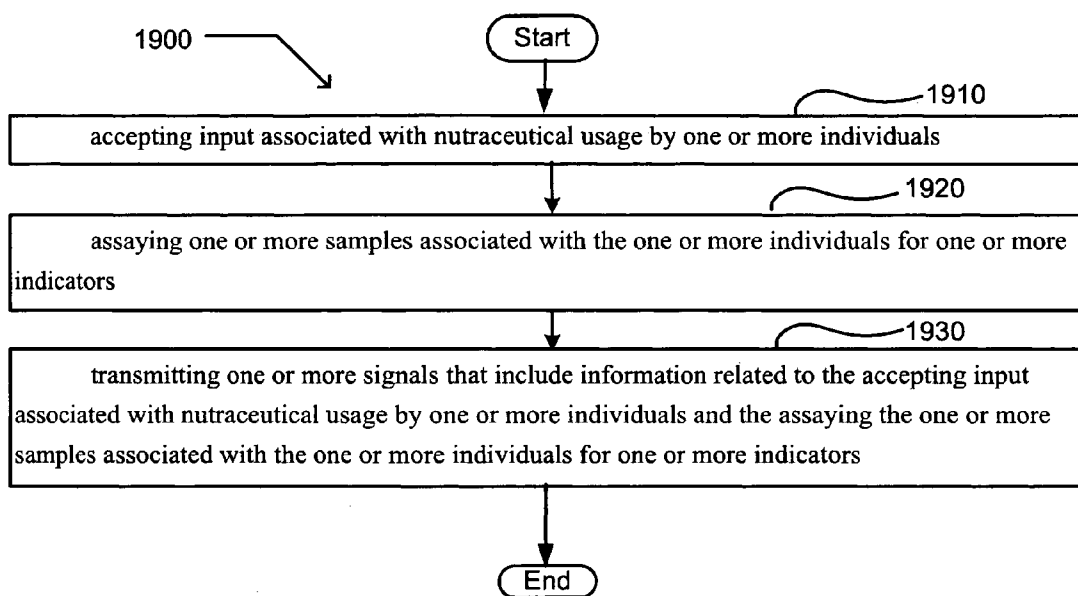 1900
Start
1910
accepting input associated with nutraceutical usage by one or more individuals
1920
assaying one or more samples associated with the one or more individuals for one or more
indicators
1930
transmitting one or more signals that include information related to the accepting input
associated with nutraceutical usage by one or more individuals and the assaying the one or more
samples associated with the one or more individuals for one or more indicators
End